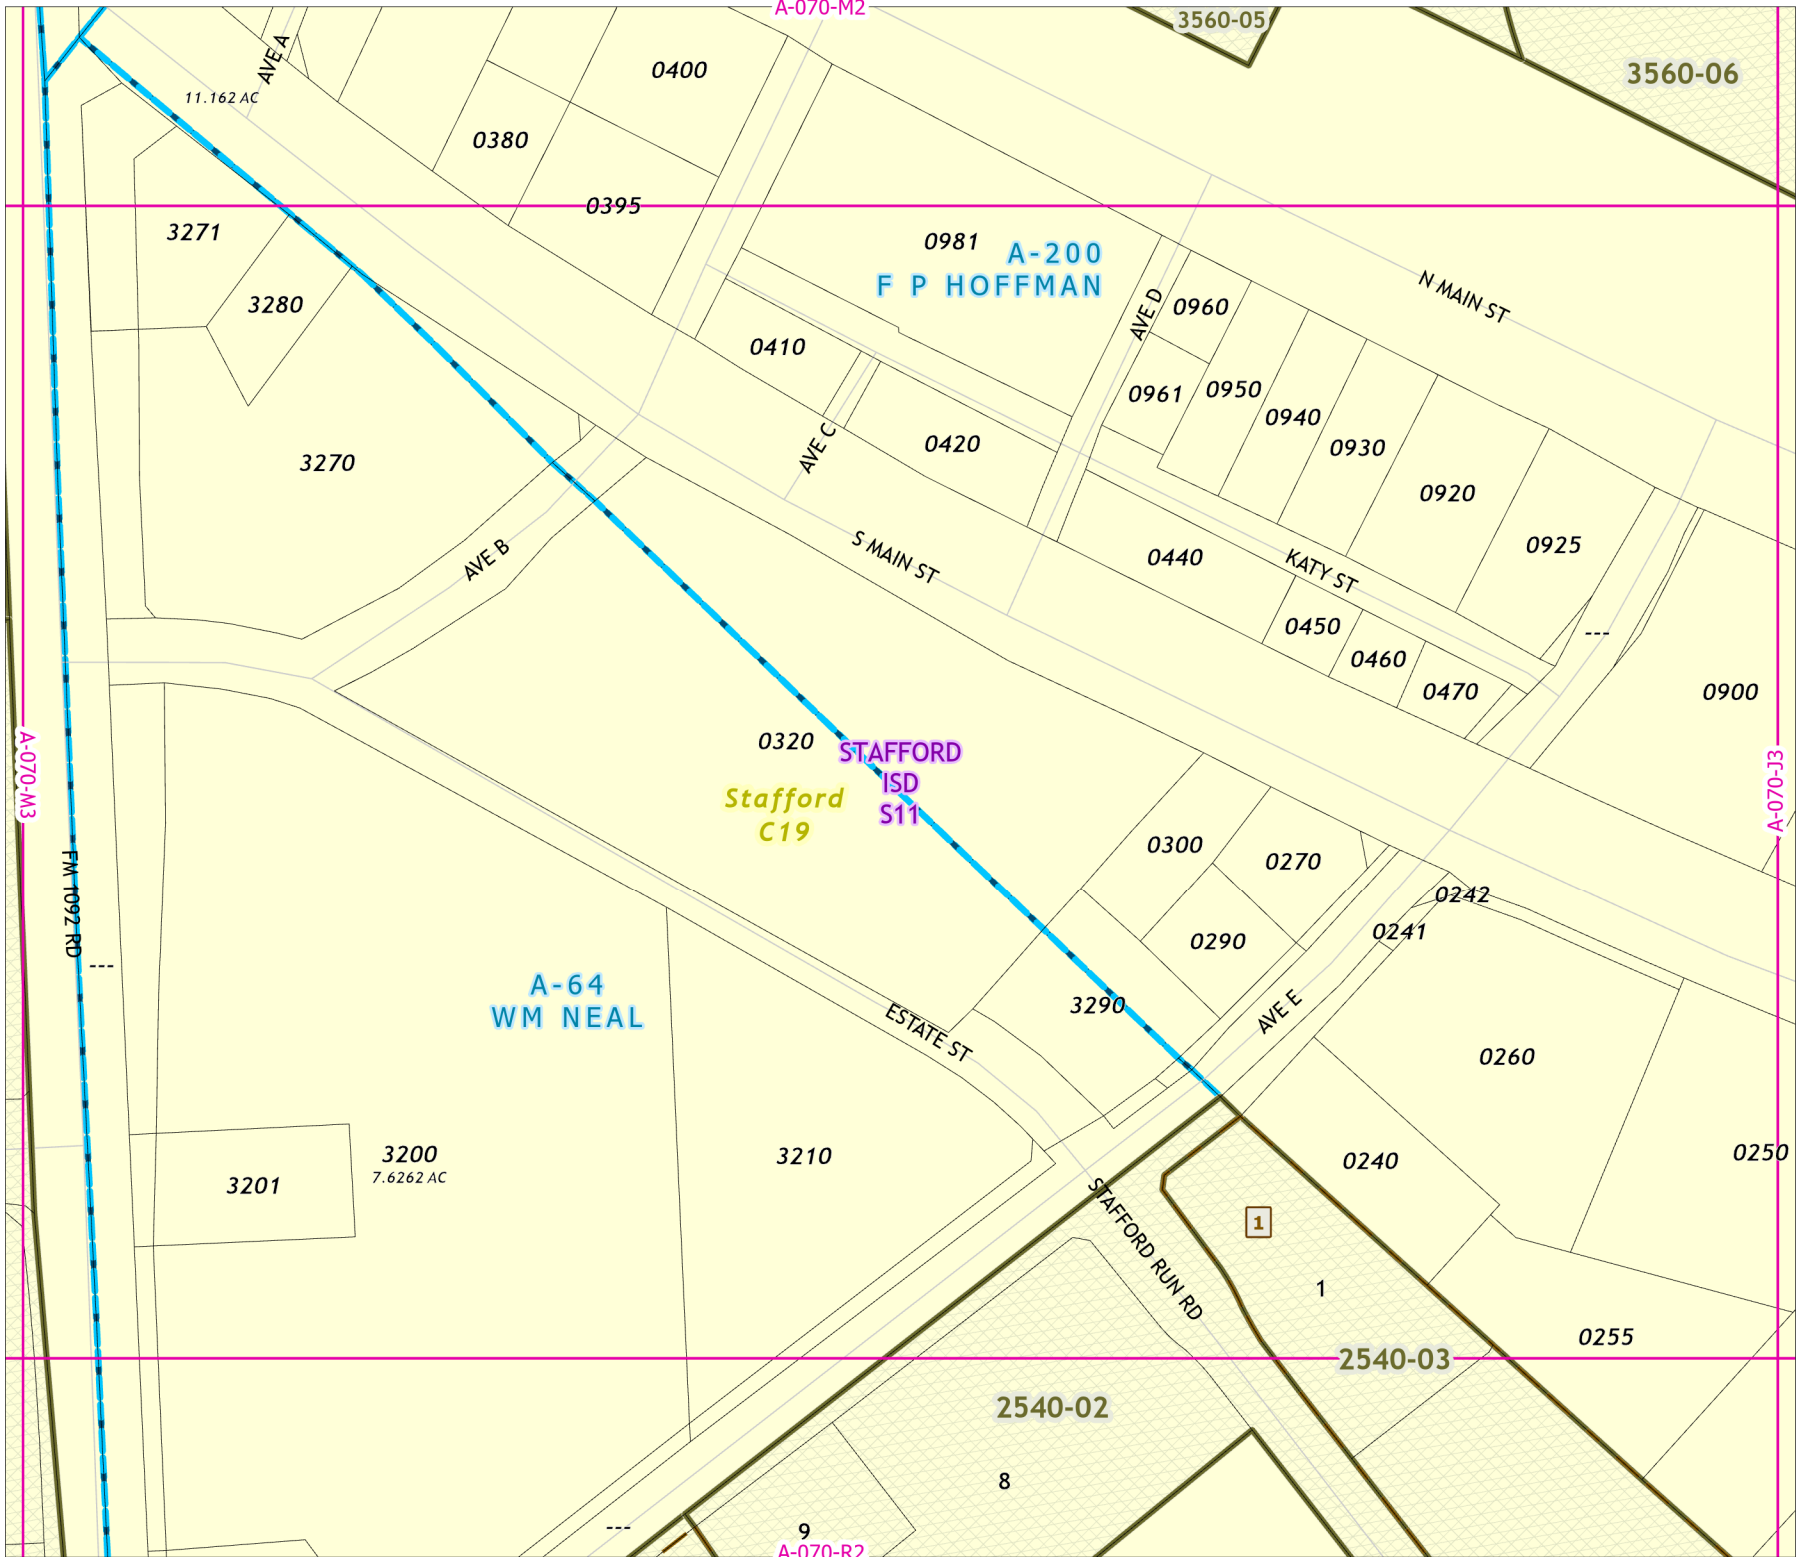 A-070-M2
3560-05
3560-06
AVE A
11.162 AC
0400
0380
0395
3271
0981
A-200
F P HOFFMAN
N MAIN ST
3280
0410
AVE D
0960
0961
0950
0940
0930
0920
0925
AVE C
0420
3270
AVE B
S MAIN ST
0440
KATY ST
0450
0460
0470
---
0900
A-070-M3
A-070-J3
0320
STAFFORD
ISD
S11
Stafford
C19
0300
0270
0242
0241
0290
FM 1092 RD
---
A-64
WM NEAL
ESTATE ST
3290
AVE E
0260
0250
0240
3200
7.6262 AC
3201
3210
STAFFORD RUN RD
1
1
0255
2540-03
2540-02
8
9
---
A-070-R2